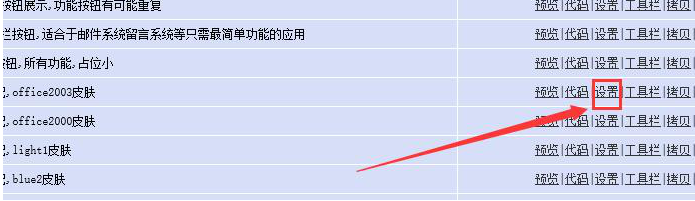 按钮展示,功能按钮有可能重复 预览|代码|设置|工具栏|拷贝
栏按钮,适合于邮件系统留言系统等只需最简单功能的应用 预览|代码|设置|工具栏|拷贝|
按钮,所有功能,占位小 预览|代码|设置|工具栏|拷贝|
,office2003皮肤 预览|代码|设置|工具栏|拷贝|
,office2000皮肤 预览|代码|设置|工具栏|拷贝|
,light1皮肤 预览|代码|设置|工具栏|拷贝|
,blue2皮肤 预览|代码|设置|工具栏|拷贝|